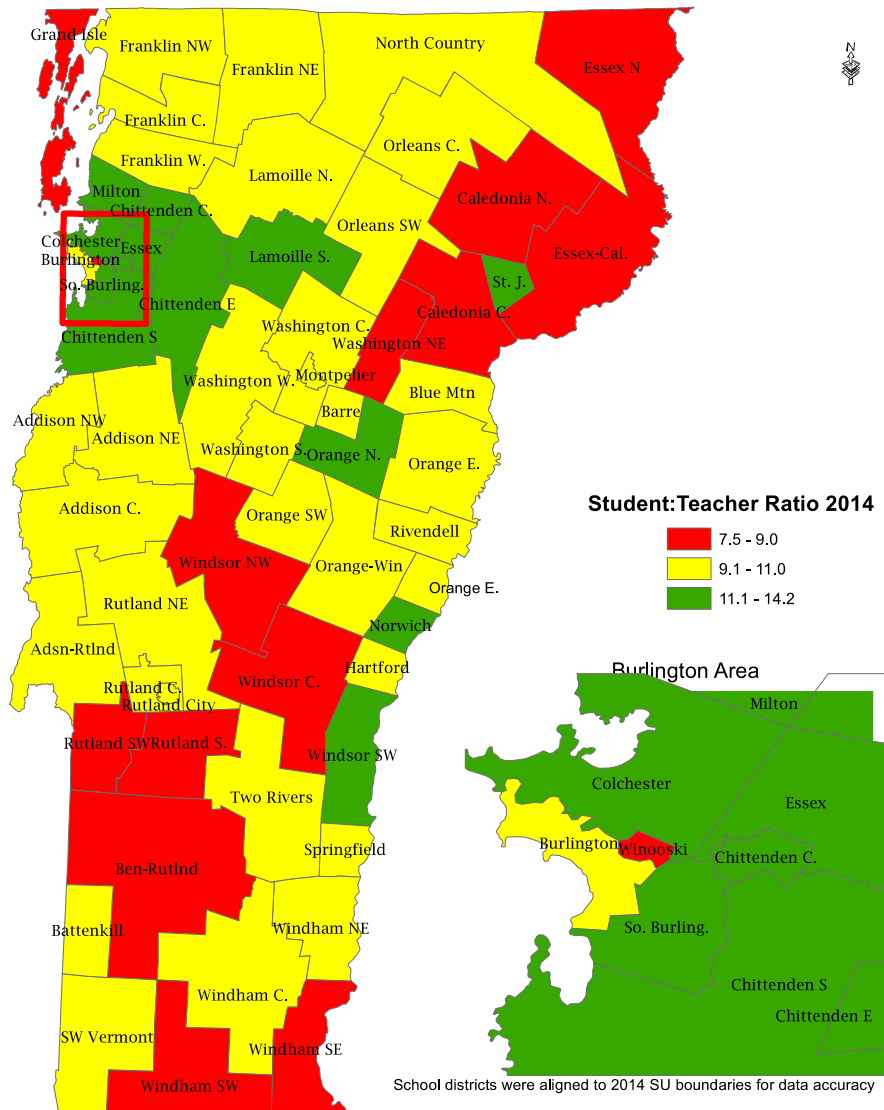 Grand Isle
Franklin NW
North Country
N
Franklin NE
Essex N
Franklin C.
Orleans C.
Franklin W.
Lamoille N.
Milton
Caledonia N.
Chittenden C.
Orleans SW
Colchester
Essex
Lamoille S.
Essex-Cal.
Burlington
So. Burling.
St. J.
Chittenden E
Caledonia C.
Washington C.
Chittenden S
Washington NE
Washington W.
Montpelier
Blue Mtn
Addison NW
Barre
Addison NE
Washington S.
Orange N.
Orange E.
Student:Teacher Ratio 2014
Addison C.
Orange SW
Rivendell
7.5 - 9.0
Windsor NW
Orange-Win
9.1 - 11.0
Orange E.
Rutland NE
11.1 - 14.2
Norwich
Adsn-Rtlnd
Hartford
Burlington Area
Rutland C.
Windsor C.
Rutland City
Milton
Rutland SW
Rutland S.
Windsor SW
Colchester
Two Rivers
Essex
Burlington
Winooski
Springfield
Chittenden C.
Ben-Rutlnd
Battenkill
Windham NE
So. Burling.
Chittenden S
Windham C.
Chittenden E
SW Vermont
Windham SE
Windham SW
School districts were aligned to 2014 SU boundaries for data accuracy